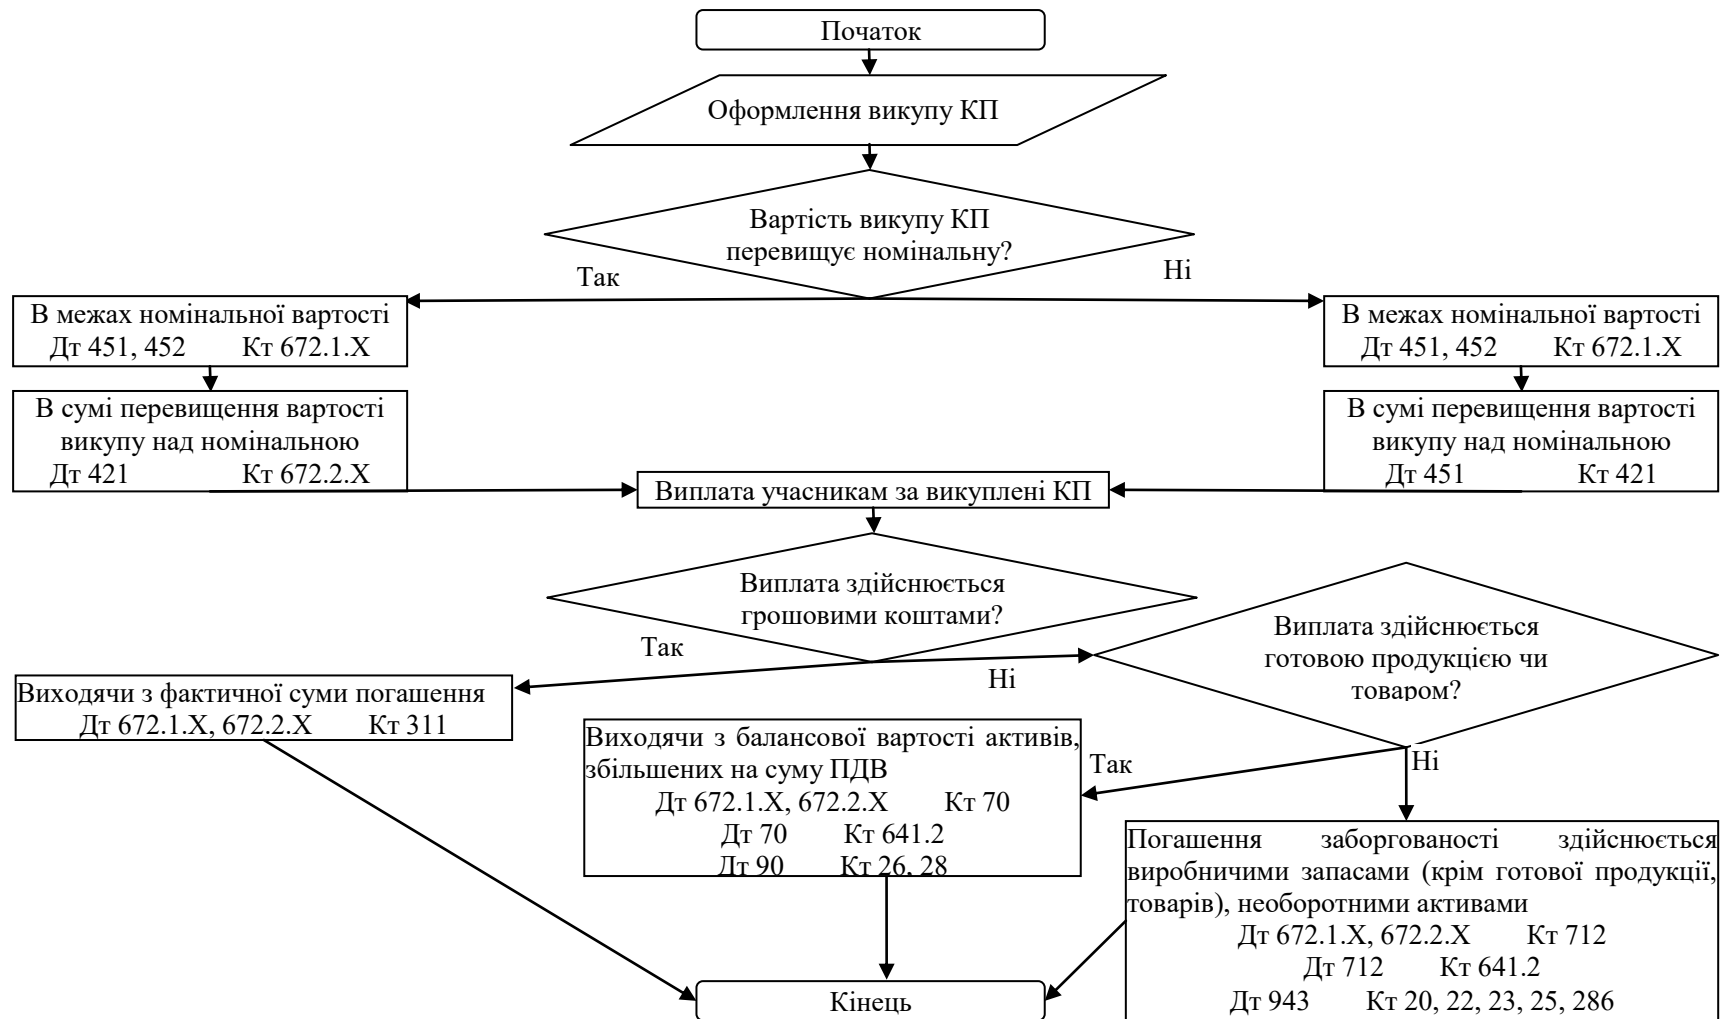 Початок
Оформлення викупу КП
Вартість викупу КП
перевищує номінальну?
Так
Ні
В межах номінальної вартості
Дт 451, 452 Кт 672.1.Х
В сумі перевищення вартості
викупу над номінальною
Дт 421 Кт 672.2.Х
В межах номінальної вартості
Дт 451, 452 Кт 672.1.Х
В сумі перевищення вартості
викупу над номінальною
Дт 451 Кт 421
Виплата учасникам за викуплені КП
Виплата здійснюється
грошовими коштами?
Так
Ні
Виплата здійснюється
готовою продукцією чи
товаром?
Виходячи з фактичної суми погашення
Дт 672.1.Х, 672.2.Х Кт 311
Так
Ні
Виходячи з балансової вартості активів,
збільшених на суму ПДВ
Дт 672.1.Х, 672.2.Х Кт 70
Дт 70 Кт 641.2
Дт 90 Кт 26, 28
Погашення заборгованості здійснюється
виробничими запасами (крім готової продукції,
товарів), необоротними активами
Дт 672.1.Х, 672.2.Х Кт 712
Дт 712 Кт 641.2
Дт 943 Кт 20, 22, 23, 25, 286
Кінець